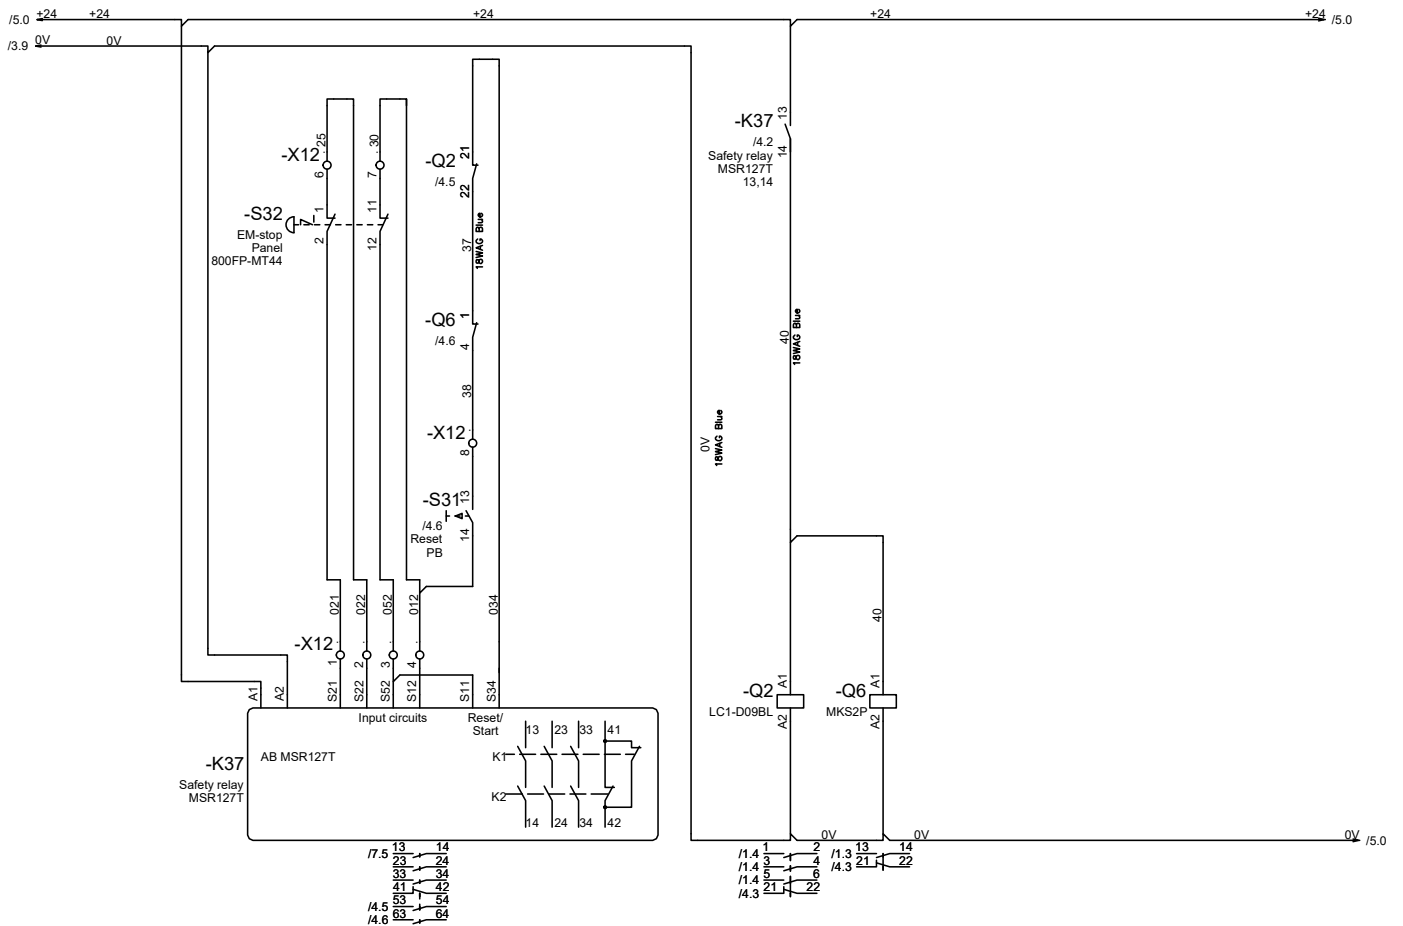 /5.0 +24 +24 +24 +24 +24 /5.0
/3.9 0V 0V
-X12 25 6 30 7
-S32 1 2 11 12
EM-stop
Panel
800FP-MT44
-Q2 21 22
/4.5
37
18WAG Blue
-Q6 1 4
/4.6
38
-X12 8
-S31 13 14
/4.6
Reset
PB
-K37 13 14
/4.2
Safety relay
MSR127T
13,14
40
18WAG Blue
0V
18WAG Blue
021 022 052 012 034
-X12 1 2 3 4
A1 A2 S21 S22 S52 S12 S11 S34
Input circuits
Reset/
Start
-K37
Safety relay
MSR127T
AB MSR127T
13 23 33 41
K1
K2
14 24 34 42
40
-Q2 A1 A2
LC1-D09BL
-Q6 A1 A2
MKS2P
0V 0V 0V /5.0
/7.5 13 14
23 24
33 34
41 42
/4.5 53 54
/4.6 63 64
/1.4 1 2
/1.4 3 4
/1.4 5 6
/4.3 21 22
/1.3 13 14
/4.3 21 22